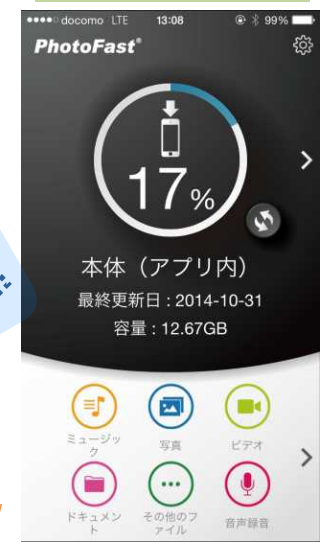 docomo LTE 13:08 99%
PhotoFast®
17%
本体（アプリ内）
最終更新日 : 2014-10-31
容量 : 12.67GB
ミュージッ
ク
写真
ビデオ
ドキュメン
ト
その他のフ
ァイル
音声録音